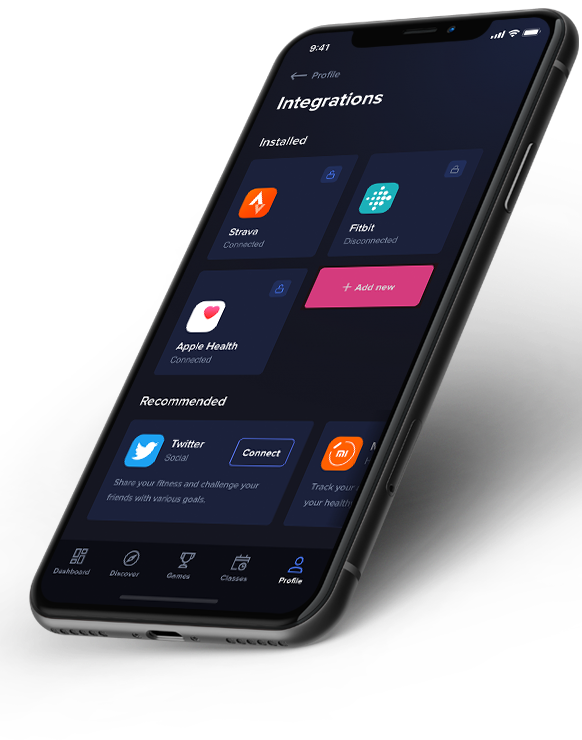 9:41
Profile
Integrations
Installed
Strava
Connected
Fitbit
Disconnected
Apple Health
Connected
+ Add new
Recommended
Twitter
Social
Connect
Share your fitness and challenge your
friends with various goals.
MI
M
Track your
your health
Dashboard
Discover
Games
Classes
Profile